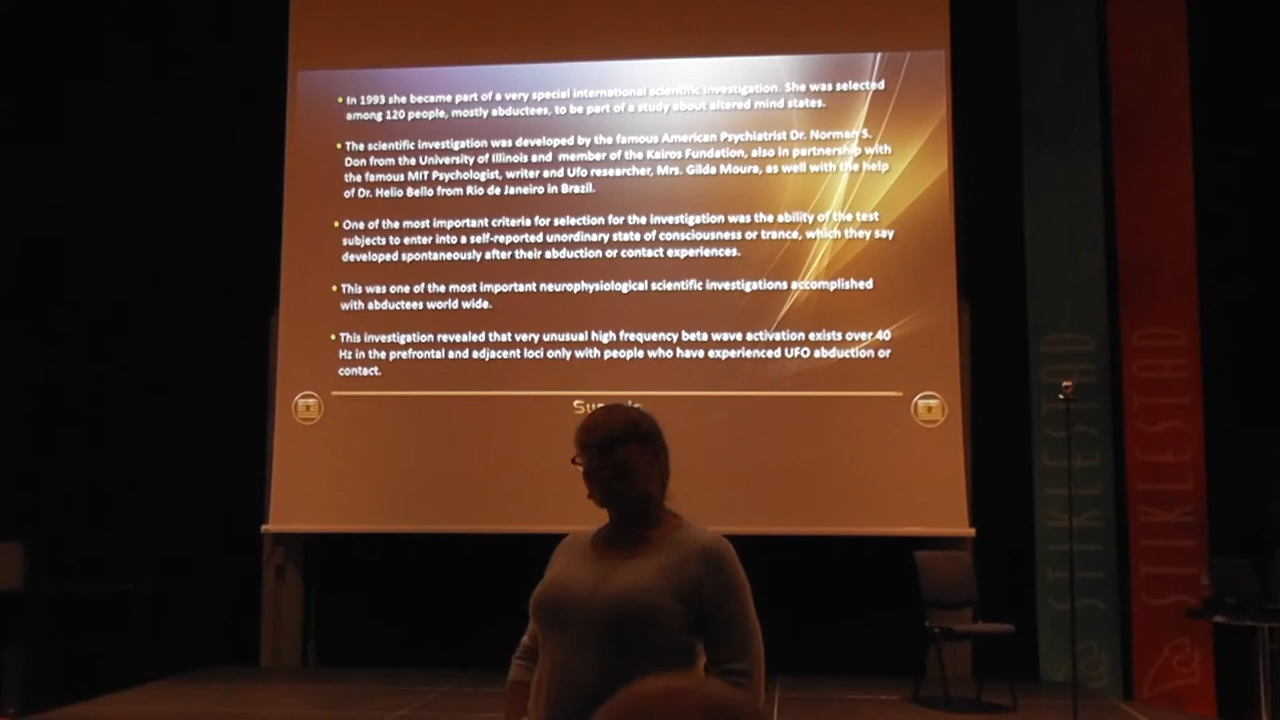 • In 1993 she became part of a very special international scientific investigation. She was selected
among 120 people, mostly abductees, to be part of a study about altered mind states.
• The scientific investigation was developed by the famous American Psychiatrist Dr. Norman S.
Don from the University of Illinois and member of the Kairos Fundation, also in partnership with
the famous MIT Psychologist, writer and Ufo researcher, Mrs. Gilda Moura, as well with the help
of Dr. Helio Bello from Rio de Janeiro in Brazil.
• One of the most important criteria for selection for the investigation was the ability of the test
subjects to enter into a self-reported unordinary state of consciousness or trance, which they say
developed spontaneously after their abduction or contact experiences.
• This was one of the most important neurophysiological scientific investigations accomplished
with abductees world wide.
• This investigation revealed that very unusual high frequency beta wave activation exists over 40
Hz in the prefrontal and adjacent loci only with people who have experienced UFO abduction or
contact.
STIKLESTAD
STIKLESTAD